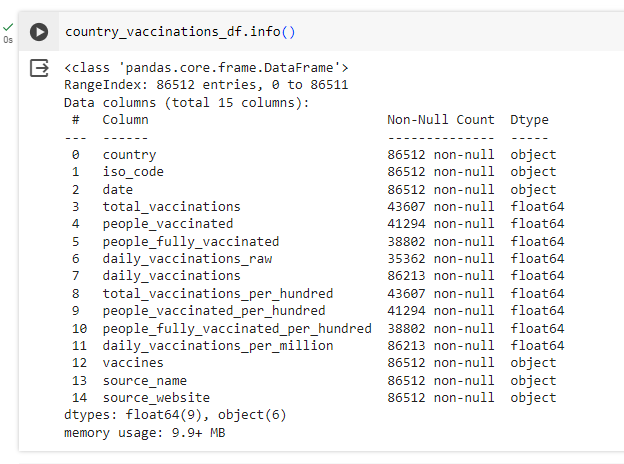 country_vaccinations_df.info()
0s
<class 'pandas.core.frame.DataFrame'>
RangeIndex: 86512 entries, 0 to 86511
Data columns (total 15 columns):
 #   Column                               Non-Null Count  Dtype
---  ------                               --------------  -----
 0   country                              86512 non-null  object
 1   iso_code                             86512 non-null  object
 2   date                                 86512 non-null  object
 3   total_vaccinations                   43607 non-null  float64
 4   people_vaccinated                    41294 non-null  float64
 5   people_fully_vaccinated              38802 non-null  float64
 6   daily_vaccinations_raw               35362 non-null  float64
 7   daily_vaccinations                   86213 non-null  float64
 8   total_vaccinations_per_hundred       43607 non-null  float64
 9   people_vaccinated_per_hundred        41294 non-null  float64
 10  people_fully_vaccinated_per_hundred  38802 non-null  float64
 11  daily_vaccinations_per_million       86213 non-null  float64
 12  vaccines                             86512 non-null  object
 13  source_name                          86512 non-null  object
 14  source_website                       86512 non-null  object
dtypes: float64(9), object(6)
memory usage: 9.9+ MB